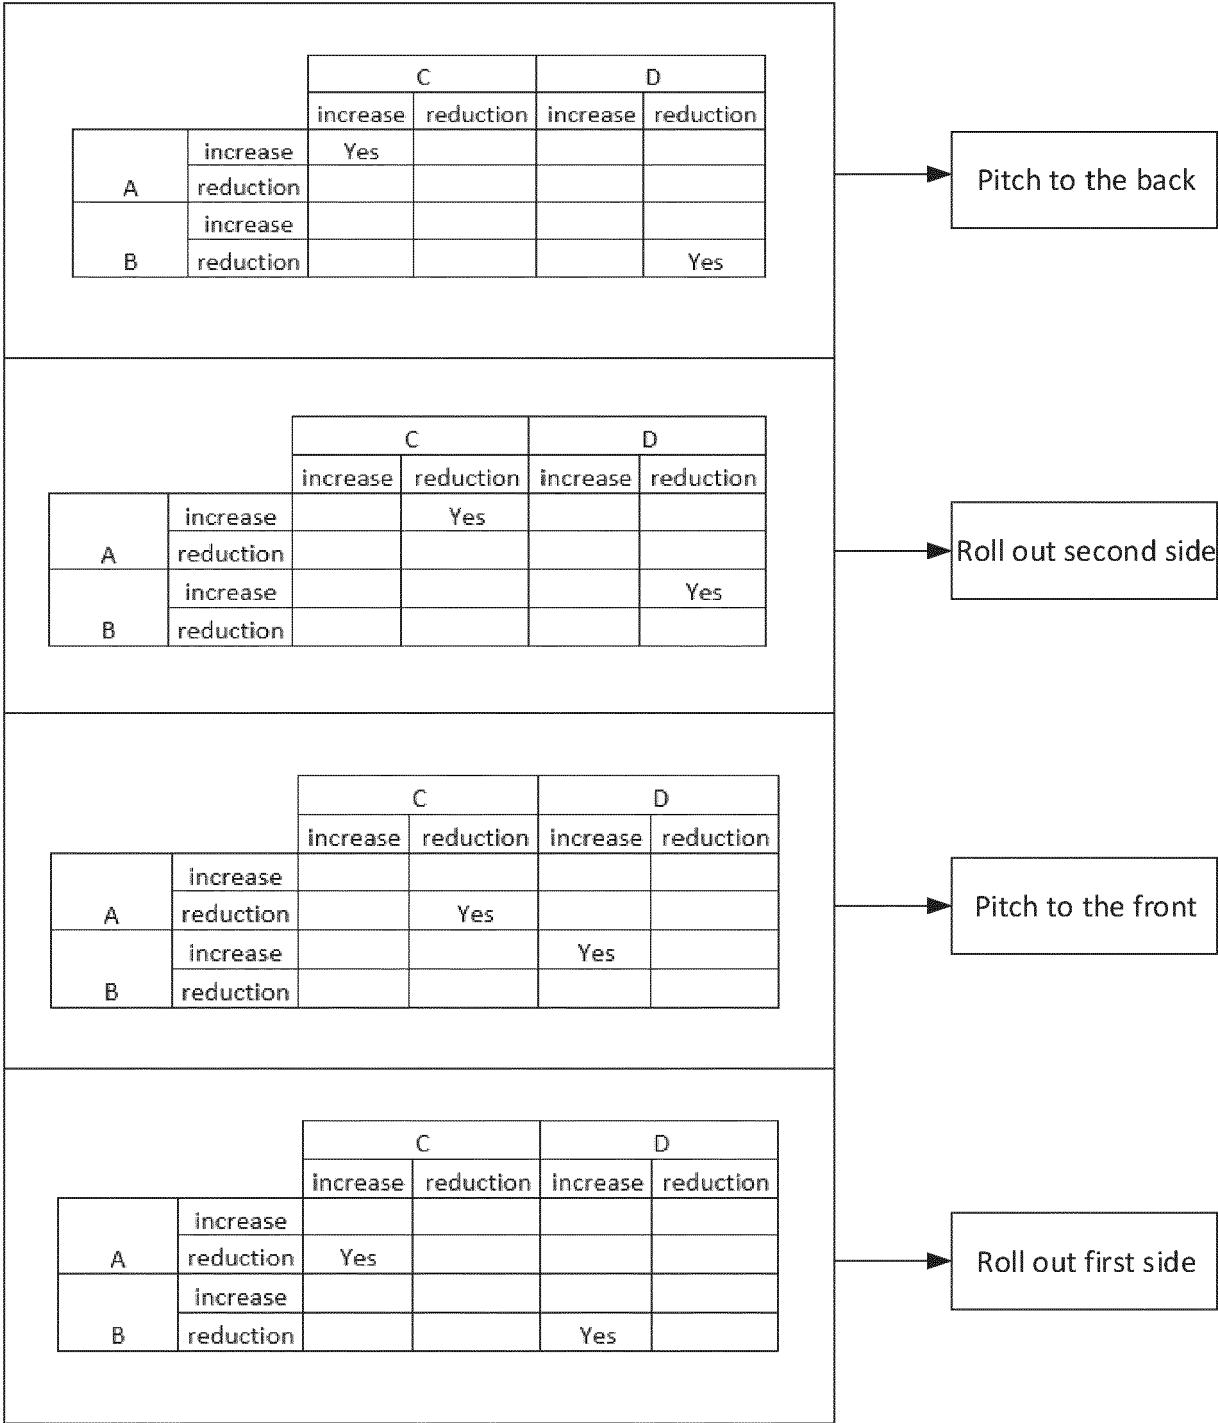 C D
increase reduction increase reduction
increase Yes
A reduction
increase
B reduction Yes
Pitch to the back
C D
increase reduction increase reduction
increase Yes
A reduction
increase Yes
B reduction
Roll out second side
C D
increase reduction increase reduction
increase
A reduction Yes
increase Yes
B reduction
Pitch to the front
C D
increase reduction increase reduction
increase
A reduction Yes
increase
B reduction Yes
Roll out first side